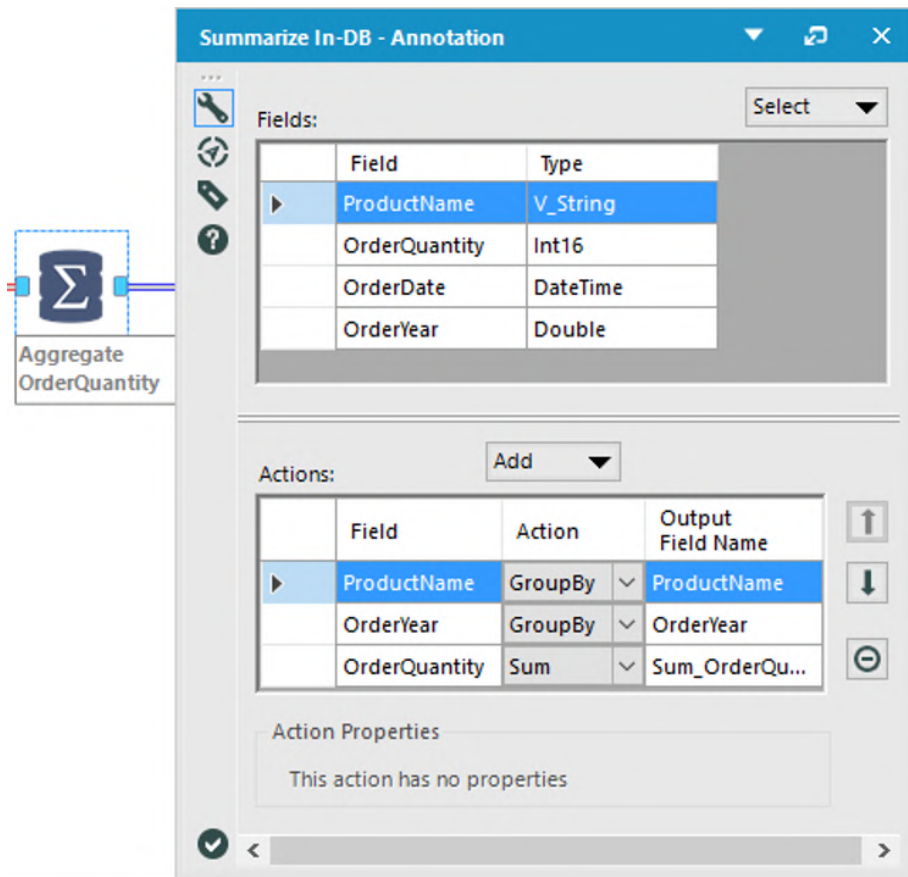 Summarize In-DB - Annotation
Fields:
Select
Field Type
ProductName V_String
OrderQuantity Int16
OrderDate DateTime
OrderYear Double
Σ
Aggregate
OrderQuantity
Actions:
Add
Field Action Output
Field Name
ProductName GroupBy ProductName
OrderYear GroupBy OrderYear
OrderQuantity Sum Sum_OrderQu...
Action Properties
This action has no properties